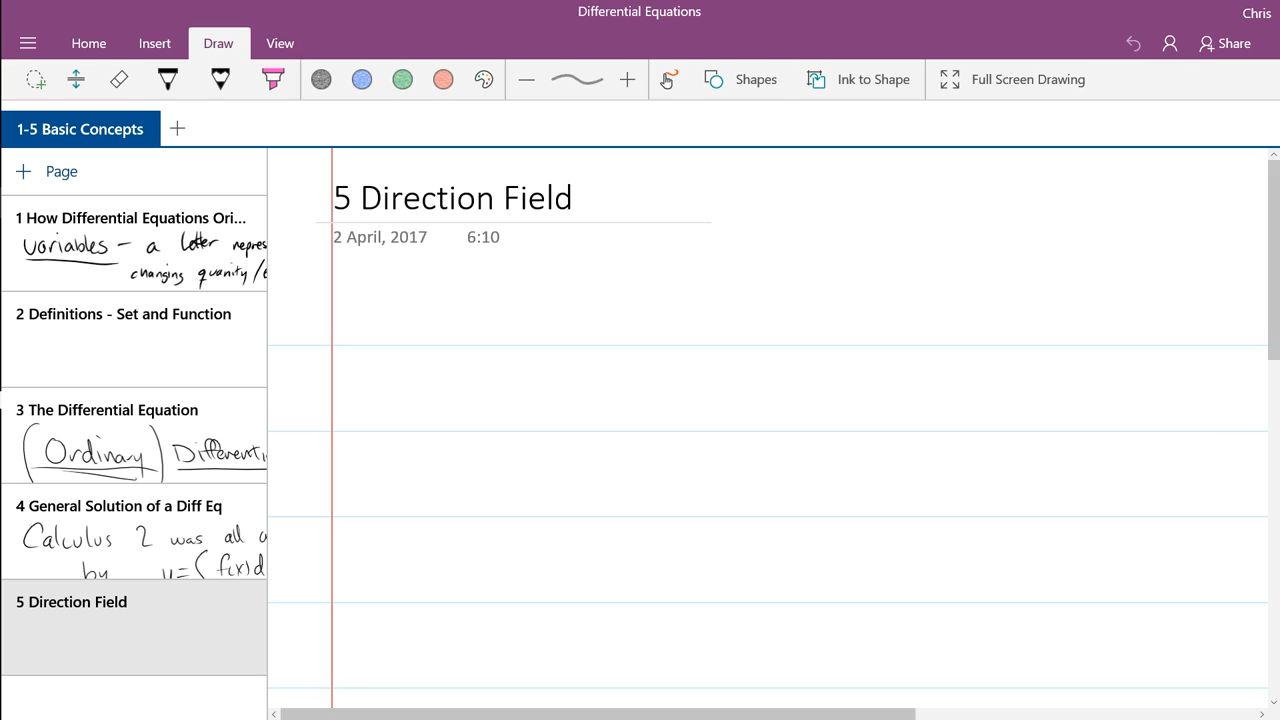 Differential Equations
Chris
Home Insert Draw View Share
Shapes Ink to Shape Full Screen Drawing
1-5 Basic Concepts
Page
1 How Differential Equations Ori...
variables - a letter repres
changing quanity /
2 Definitions - Set and Function
3 The Differential Equation
(Ordinary) Differenti
4 General Solution of a Diff Eq
Calculus 2 was all
by y = ∫ f(x)d
5 Direction Field
5 Direction Field
2 April, 2017 6:10